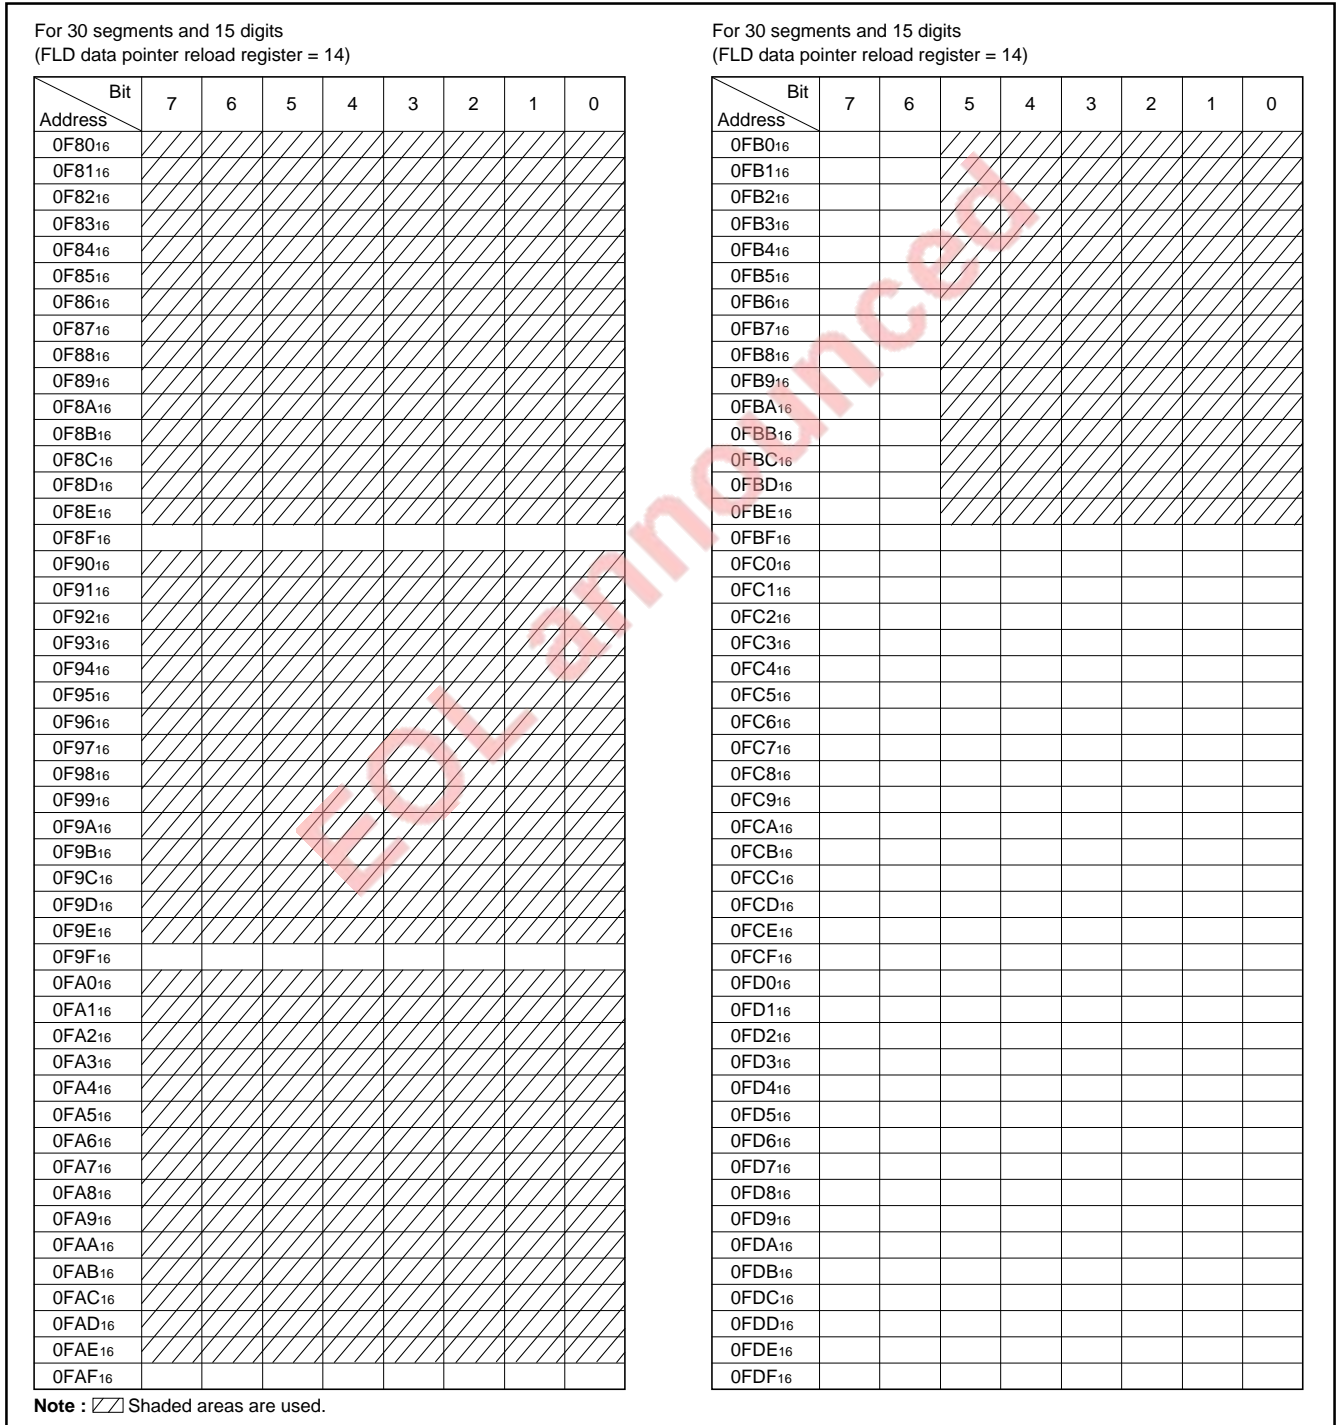 For 30 segments and 15 digits
(FLD data pointer reload register = 14)
Bit
Address
7 6 5 4 3 2 1 0
0F8016
0F8116
0F8216
0F8316
0F8416
0F8516
0F8616
0F8716
0F8816
0F8916
0F8A16
0F8B16
0F8C16
0F8D16
0F8E16
0F8F16
0F9016
0F9116
0F9216
0F9316
0F9416
0F9516
0F9616
0F9716
0F9816
0F9916
0F9A16
0F9B16
0F9C16
0F9D16
0F9E16
0F9F16
0FA016
0FA116
0FA216
0FA316
0FA416
0FA516
0FA616
0FA716
0FA816
0FA916
0FAA16
0FAB16
0FAC16
0FAD16
0FAE16
0FAF16
Note : Shaded areas are used.
For 30 segments and 15 digits
(FLD data pointer reload register = 14)
Bit
Address
7 6 5 4 3 2 1 0
0FB016
0FB116
0FB216
0FB316
0FB416
0FB516
0FB616
0FB716
0FB816
0FB916
0FBA16
0FBB16
0FBC16
0FBD16
0FBE16
0FBF16
0FC016
0FC116
0FC216
0FC316
0FC416
0FC516
0FC616
0FC716
0FC816
0FC916
0FCA16
0FCB16
0FCC16
0FCD16
0FCE16
0FCF16
0FD016
0FD116
0FD216
0FD316
0FD416
0FD516
0FD616
0FD716
0FD816
0FD916
0FDA16
0FDB16
0FDC16
0FDD16
0FDE16
0FDF16
EOL announced